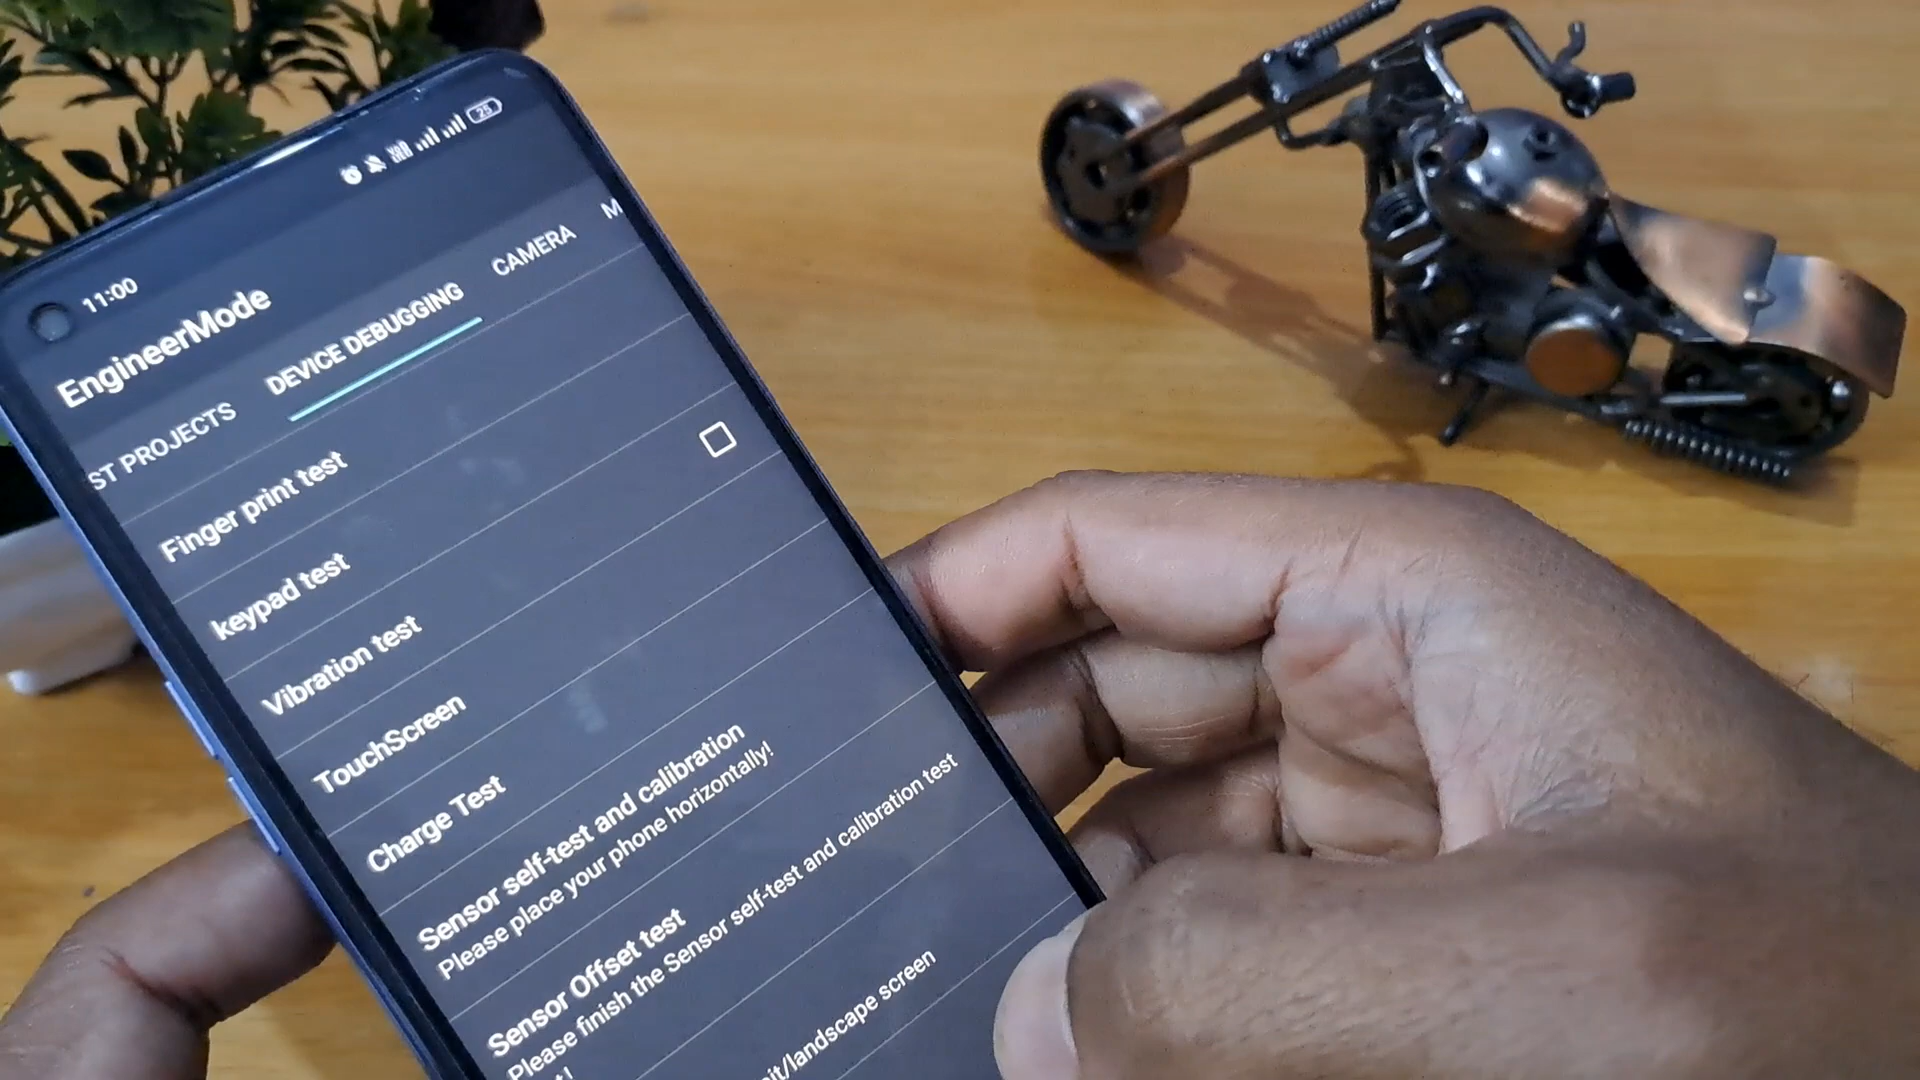 11:00
25
EngineerMode
ST PROJECTS DEVICE DEBUGGING CAMERA M
Finger print test
keypad test
Vibration test
TouchScreen
Charge Test
Sensor self-test and calibration
Please place your phone horizontally!
Sensor Offset test
Please finish the Sensor self-test and calibration test
/landscape screen